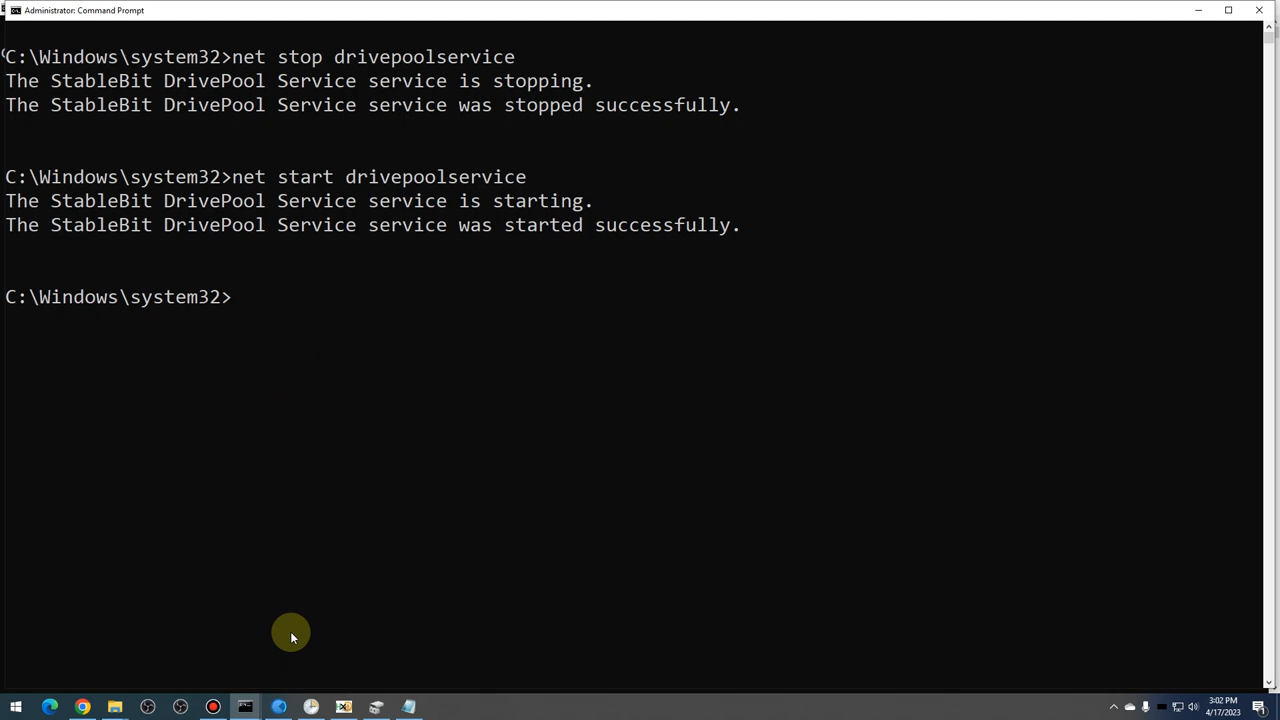 Administrator: Command Prompt
C:\Windows\system32>net stop drivepoolservice
The StableBit DrivePool Service service is stopping.
The StableBit DrivePool Service service was stopped successfully.
C:\Windows\system32>net start drivepoolservice
The StableBit DrivePool Service service is starting.
The StableBit DrivePool Service service was started successfully.
C:\Windows\system32>
3:02 PM
4/17/2023